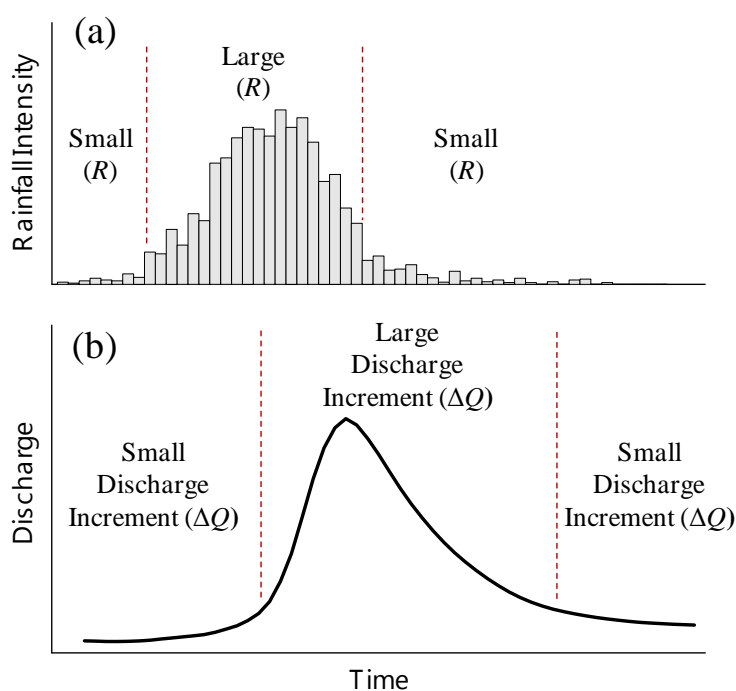 (a)
Large
(R)
Small
(R)
Small
(R)
Rainfall Intensity
(b)
Large
Discharge
Increment (ΔQ)
Small
Discharge
Increment (ΔQ)
Small
Discharge
Increment (ΔQ)
Discharge
Time